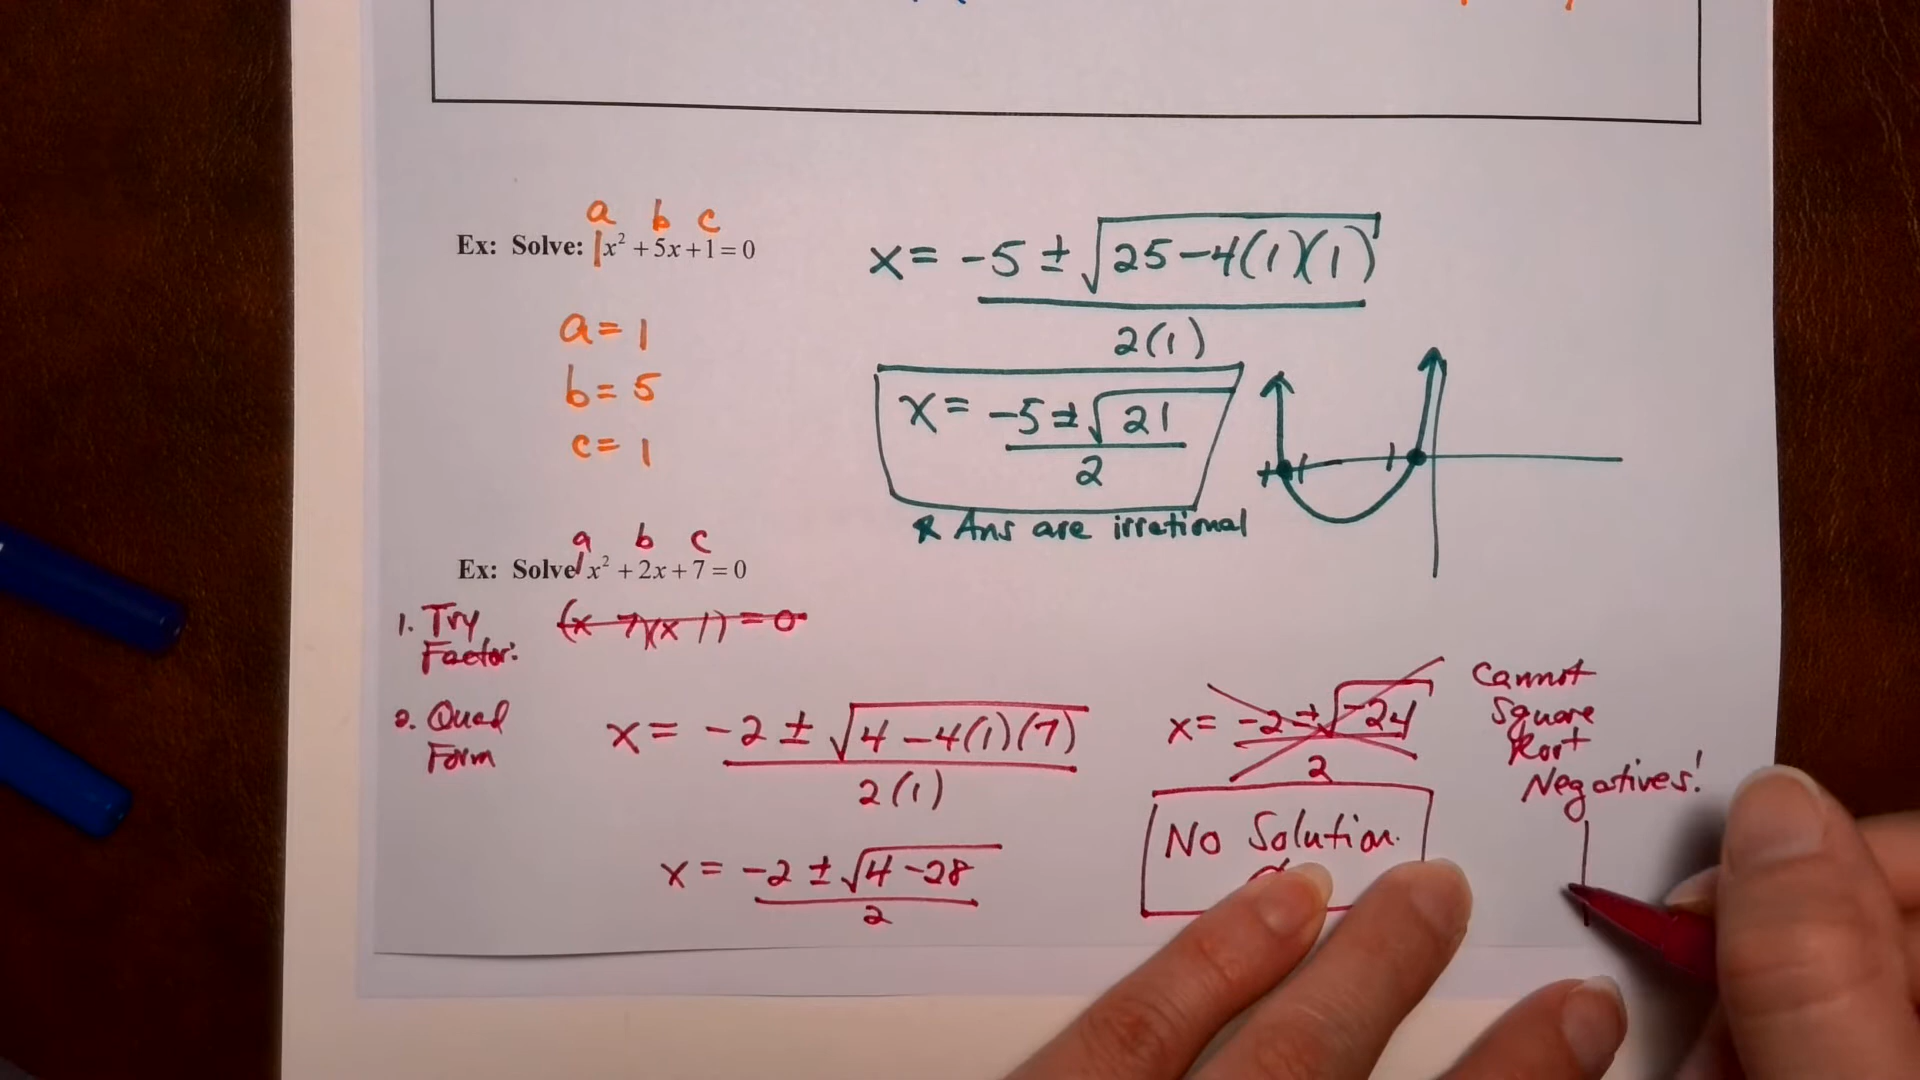 a b c
Ex: Solve: 1x² + 5x + 1 = 0
a = 1
b = 5
c = 1
x = -5 ± √25-4(1)(1)
2(1)
x = -5 ± √21
2
* Ans are irrational
a b c
Ex: Solve 1x² + 2x + 7 = 0
1. Try Factor:
(x 7)(x 1) = 0
2. Quad Form
x = -2 ± √4-4(1)(7)
2(1)
x = -2 ± √4-28
2
x = -2 ± √-24
2
Cannot
Square
Root
Negatives!
No Solution.